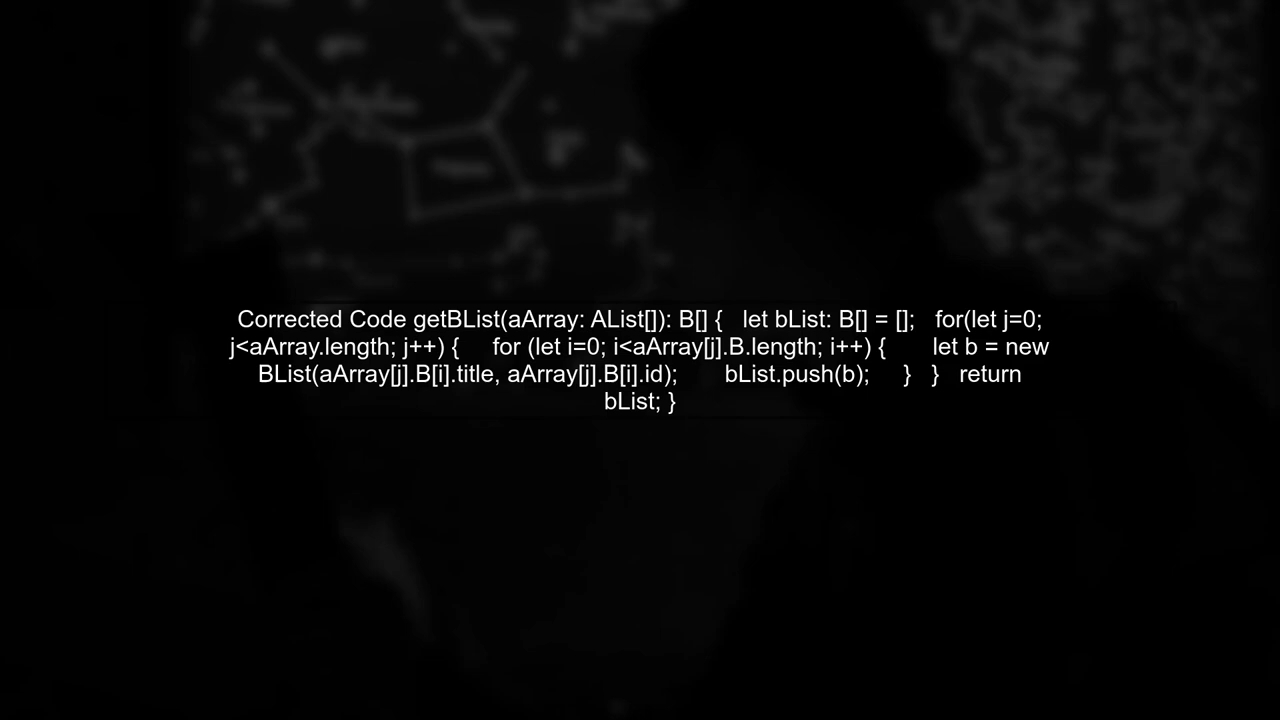 Corrected Code getBList(aArray: AList[]): B[] {   let bList: B[] = [];   for(let j=0;
j<aArray.length; j++) {     for (let i=0; i<aArray[j].B.length; i++) {       let b = new
BList(aArray[j].B[i].title, aArray[j].B[i].id);       bList.push(b);     }   }   return
bList; }